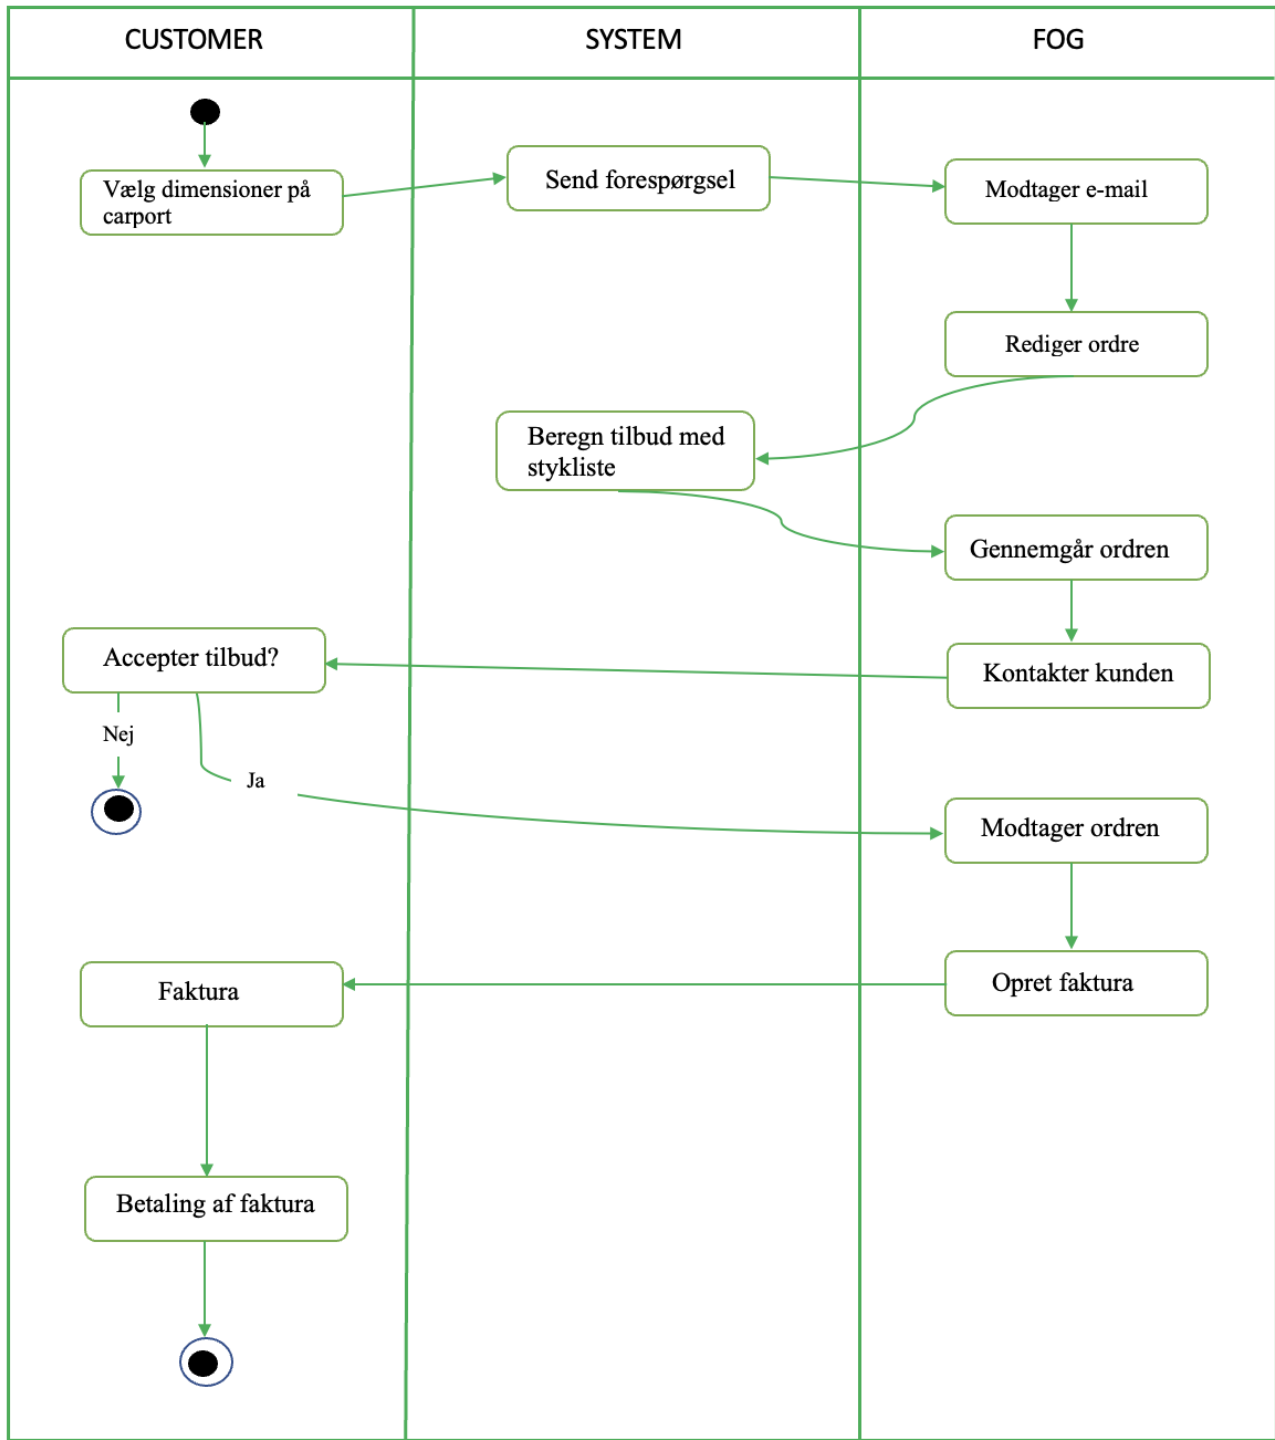 CUSTOMER
SYSTEM
FOG
Vælg dimensioner på
carport
Send forespørgsel
Modtager e-mail
Rediger ordre
Beregn tilbud med
stykliste
Gennemgår ordren
Kontakter kunden
Accepter tilbud?
Nej
Ja
Modtager ordren
Opret faktura
Faktura
Betaling af faktura